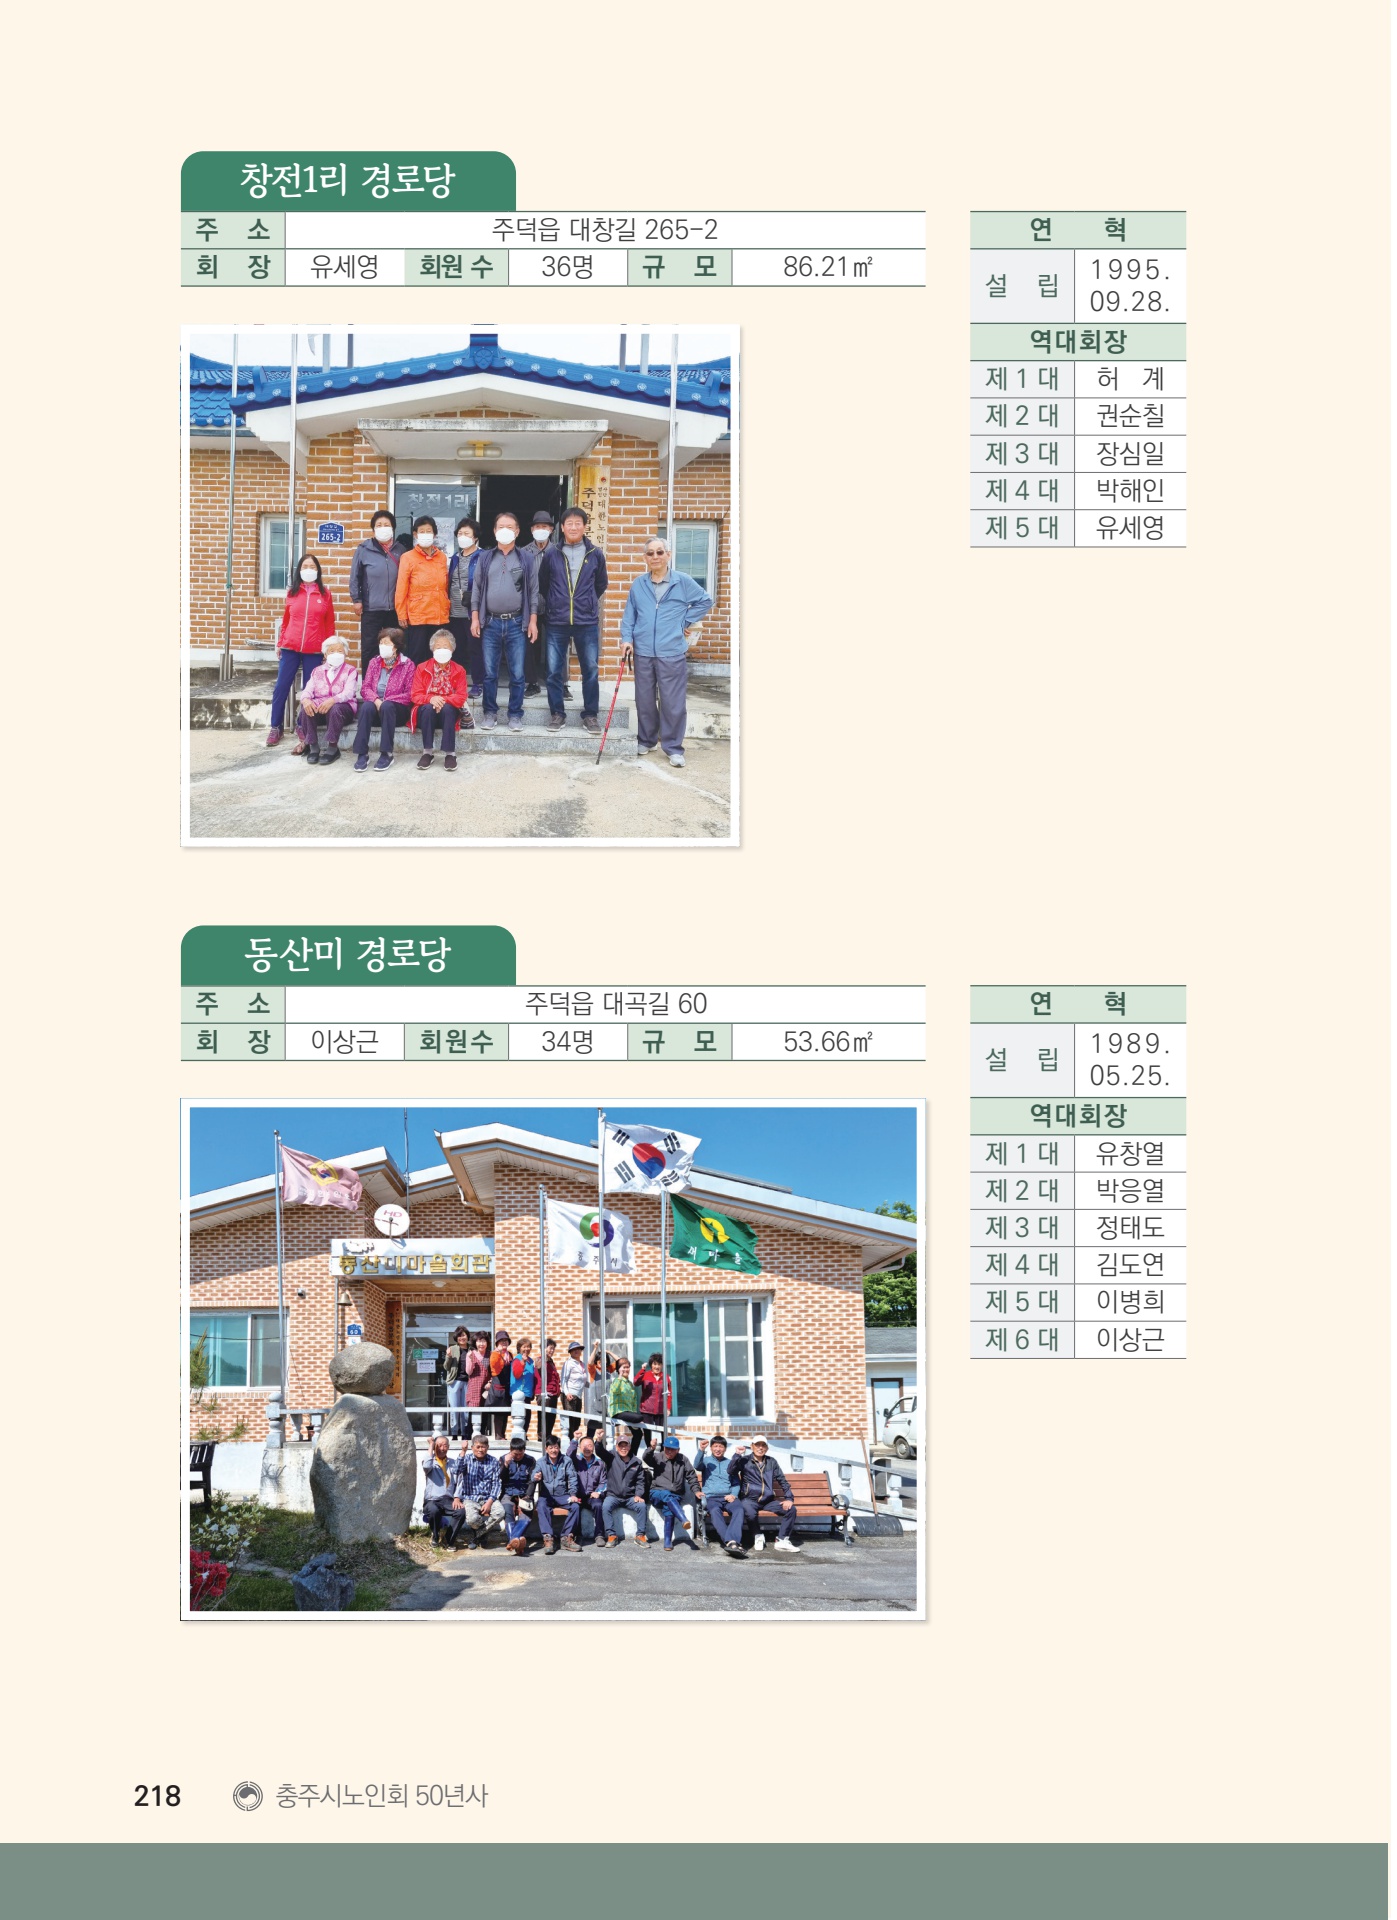 창전1리 경로당
주 소 주덕읍 대창길 265-2
회 장 유세영 회원 수 36명 규 모 86.21㎡
연 혁
설 립 1995. 09.28.
역대회장
제 1 대 허 계
제 2 대 권순칠
제 3 대 장심일
제 4 대 박해인
제 5 대 유세영
창전1리
265-2
대한노인
동산미 경로당
주 소 주덕읍 대곡길 60
회 장 이상근 회원수 34명 규 모 53.66㎡
연 혁
설 립 1989. 05.25.
역대회장
제 1 대 유창열
제 2 대 박응열
제 3 대 정태도
제 4 대 김도연
제 5 대 이병희
제 6 대 이상근
HD
동산미마을회관
충주시
새마을
60
218 충주시노인회 50년사